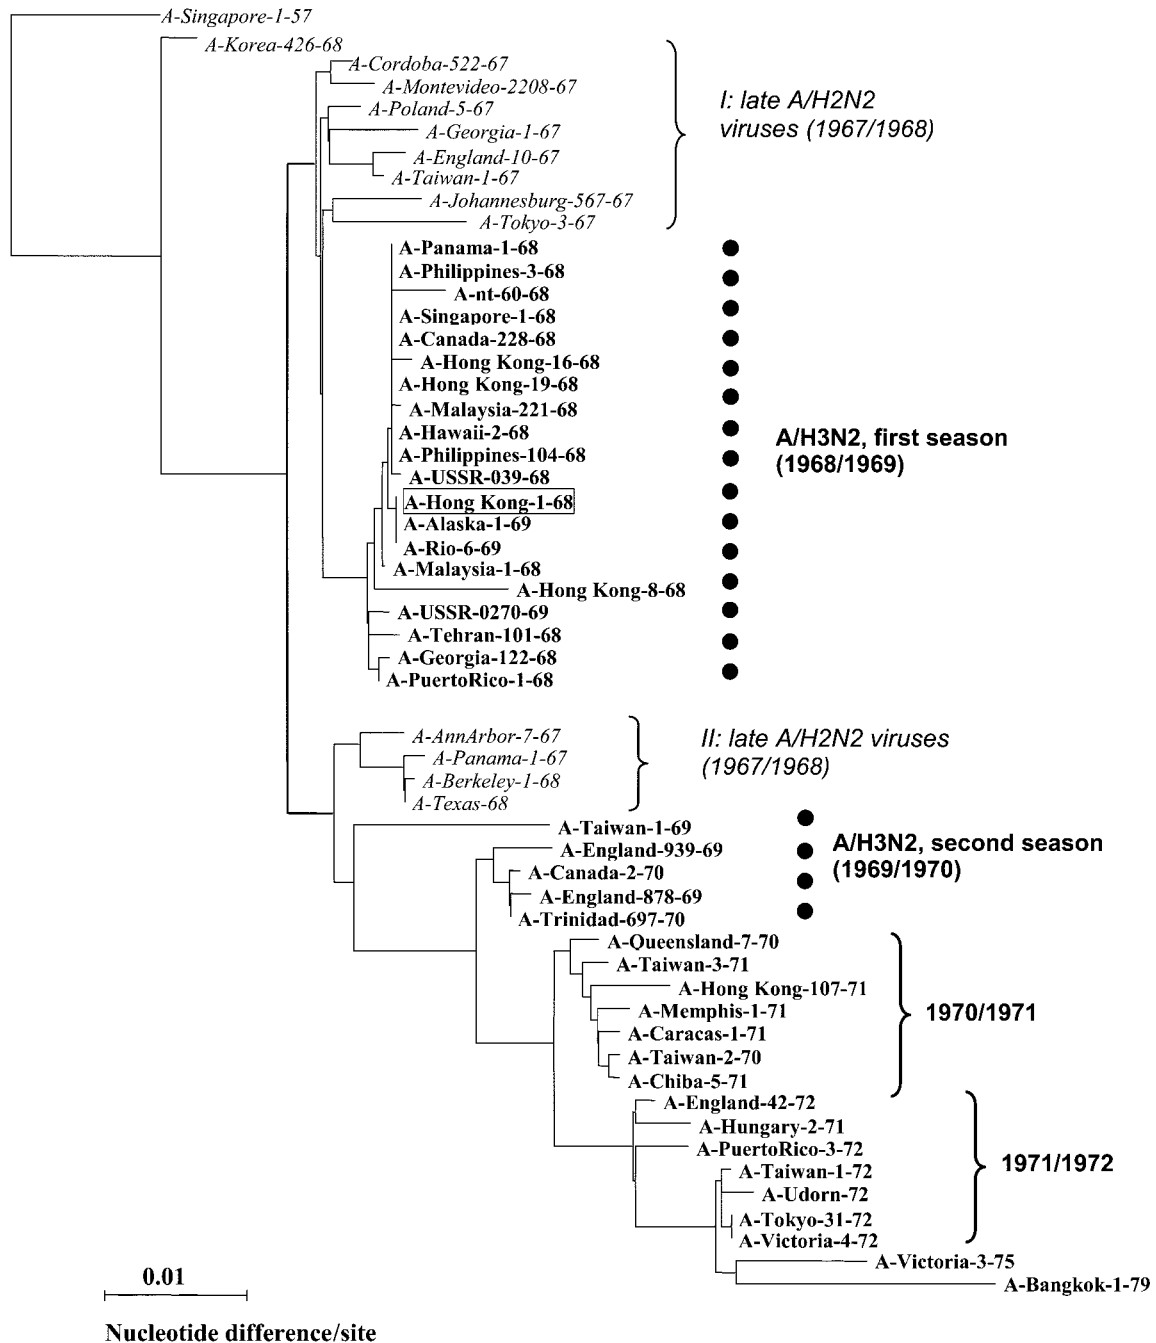 A-Singapore-1-57
A-Korea-426-68
A-Cordoba-522-67
A-Montevideo-2208-67
A-Poland-5-67
A-Georgia-1-67
A-England-10-67
A-Taiwan-1-67
A-Johannesburg-567-67
A-Tokyo-3-67
I: late A/H2N2
viruses (1967/1968)
A-Panama-1-68
A-Philippines-3-68
A-nt-60-68
A-Singapore-1-68
A-Canada-228-68
A-Hong Kong-16-68
A-Hong Kong-19-68
A-Malaysia-221-68
A-Hawaii-2-68
A-Philippines-104-68
A-USSR-039-68
A-Hong Kong-1-68
A-Alaska-1-69
A-Rio-6-69
A-Malaysia-1-68
A-Hong Kong-8-68
A-USSR-0270-69
A-Tehran-101-68
A-Georgia-122-68
A-PuertoRico-1-68
A/H3N2, first season
(1968/1969)
A-AnnArbor-7-67
A-Panama-1-67
A-Berkeley-1-68
A-Texas-68
II: late A/H2N2 viruses
(1967/1968)
A-Taiwan-1-69
A-England-939-69
A-Canada-2-70
A-England-878-69
A-Trinidad-697-70
A/H3N2, second season
(1969/1970)
A-Queensland-7-70
A-Taiwan-3-71
A-Hong Kong-107-71
A-Memphis-1-71
A-Caracas-1-71
A-Taiwan-2-70
A-Chiba-5-71
1970/1971
A-England-42-72
A-Hungary-2-71
A-PuertoRico-3-72
A-Taiwan-1-72
A-Udorn-72
A-Tokyo-31-72
A-Victoria-4-72
1971/1972
A-Victoria-3-75
A-Bangkok-1-79
0.01
Nucleotide difference/site